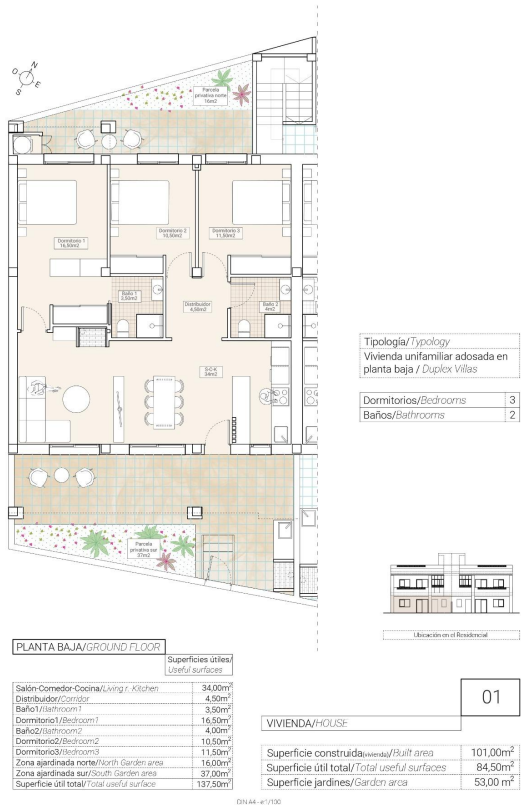 N
O
E
S
Parcela
privativa norte
16m2
Dormitorio 1
16,50m2
Dormitorio 2
10,50m2
Dormitorio 3
11,50m2
Baño 1
3,50m2
Distribuidor
4,50m2
Baño 2
4m2
S-C-K
34m2
Parcela
privativa sur
37m2
Tipología/Typology
Vivienda unifamiliar adosada en
planta baja / Duplex Villas
Dormitorios/Bedrooms 3
Baños/Bathrooms 2
Ubicación en el Residencial
PLANTA BAJA/GROUND FLOOR
Superficies útiles/
Useful surfaces
Salón-Comedor-Cocina/Living r. Kitchen 34,00m²
Distribuidor/Corridor 4,50m²
Baño1/Bathroom1 3,50m²
Dormitorio1/Bedroom1 16,50m²
Baño2/Bathroom2 4,00m²
Dormitorio2/Bedroom2 10,50m²
Dormitorio3/Bedroom3 11,50m²
Zona ajardinada norte/North Garden area 16,00m²
Zona ajardinada sur/South Garden area 37,00m²
Superficie útil total/Total useful surface 137,50m²
01
VIVIENDA/HOUSE
Superficie construida(vivienda)/Built area 101,00m²
Superficie útil total/Total useful surfaces 84,50m²
Superficie jardines/Garden area 53,00 m²
DIN A4 - e:1/100